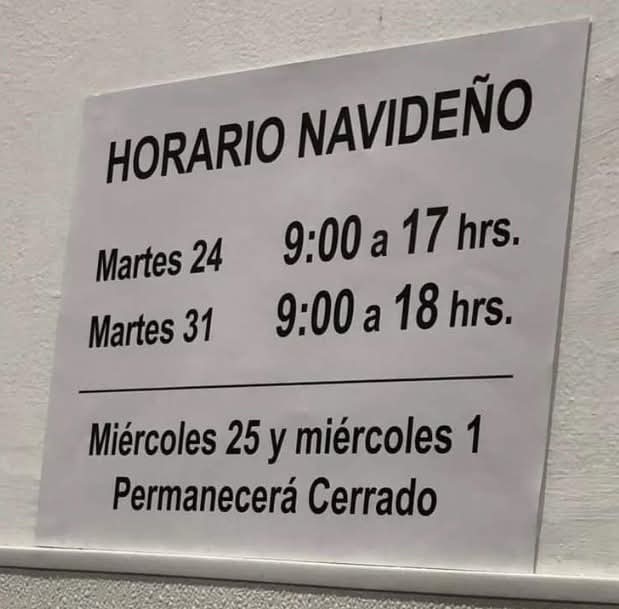 HORARIO NAVIDEÑO
Martes 24 9:00 a 17 hrs.
Martes 31 9:00 a 18 hrs.
Miércoles 25 y miércoles 1
Permanecerá Cerrado